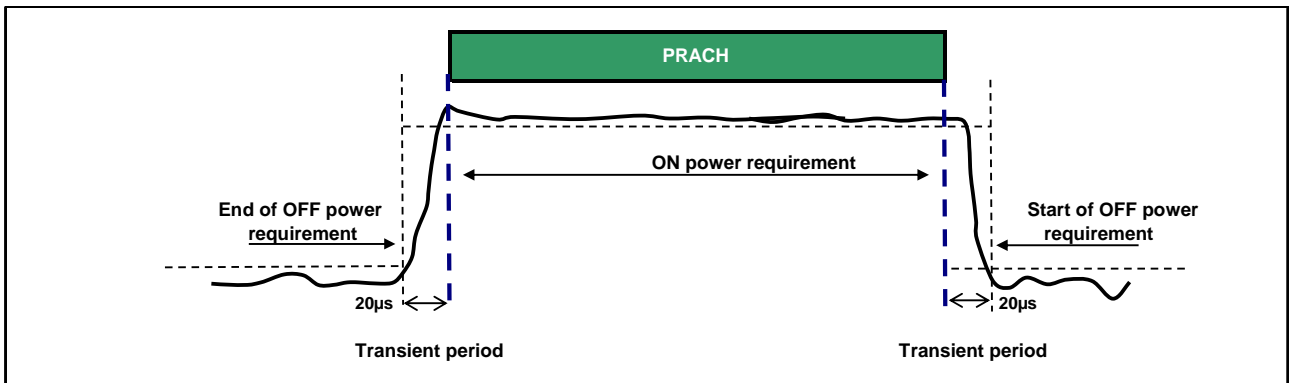 PRACH
ON power requirement
End of OFF power
requirement
Start of OFF power
requirement
20µs
20µs
Transient period
Transient period